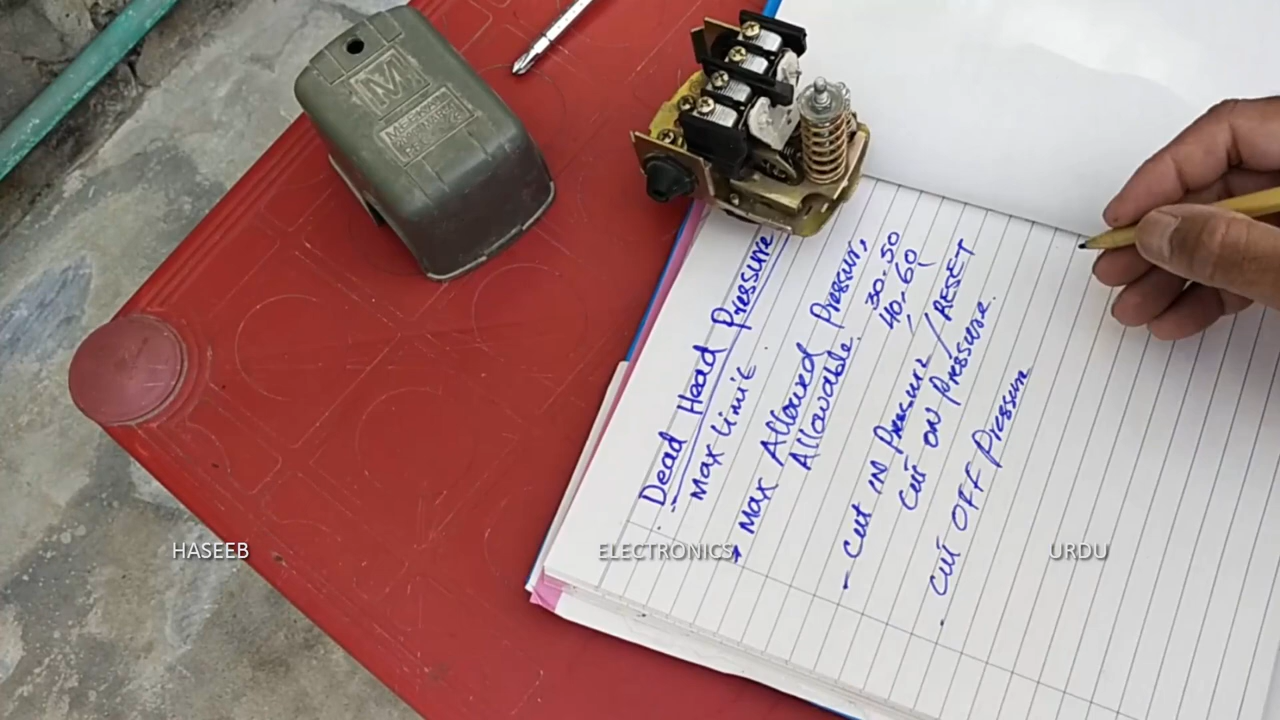 M
Dead Head Pressure
- Max Limit
Max Allowed Pressur,
Allowable.
30.50
40,60
- Cut IN Pressure / RESET
Cut ON Pressure.
Cut OFF Pressure
HASEEB ELECTRONICS URDU